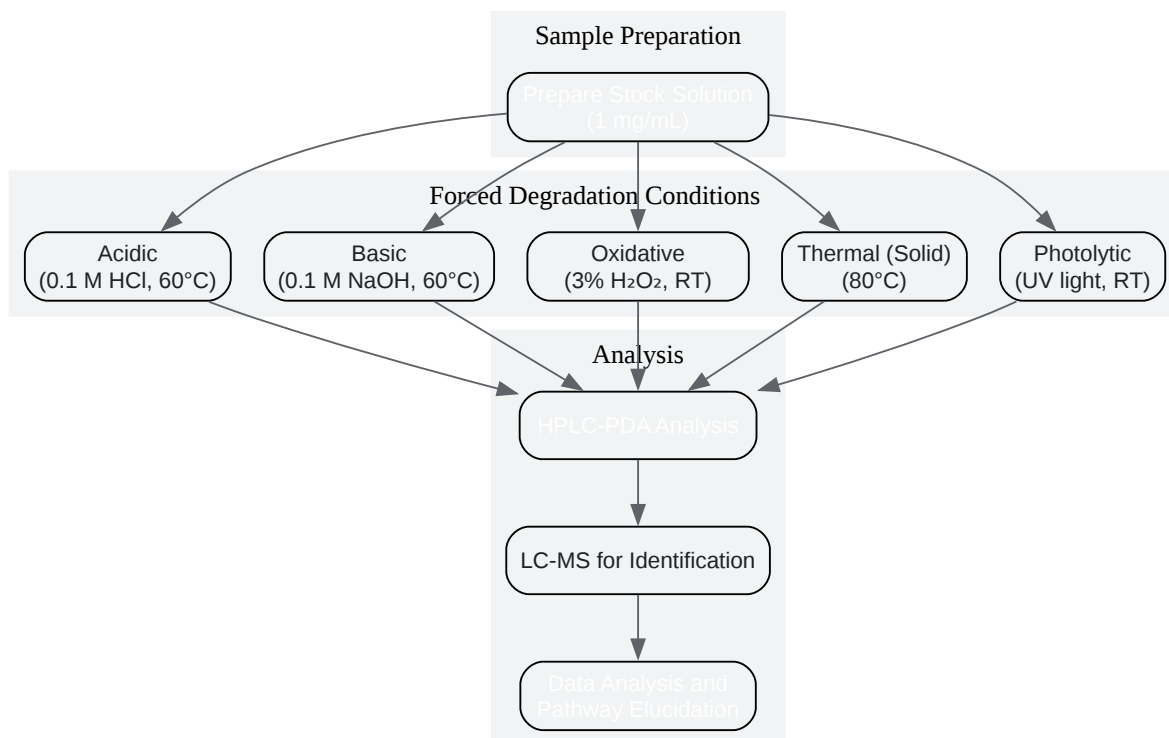 Sample Preparation
Prepare Stock Solution
(1 mg/mL)
Forced Degradation Conditions
Acidic
(0.1 M HCl, 60°C)
Basic
(0.1 M NaOH, 60°C)
Oxidative
(3% H₂O₂, RT)
Thermal (Solid)
(80°C)
Photolytic
(UV light, RT)
Analysis
HPLC-PDA Analysis
LC-MS for Identification
Data Analysis and
Pathway Elucidation